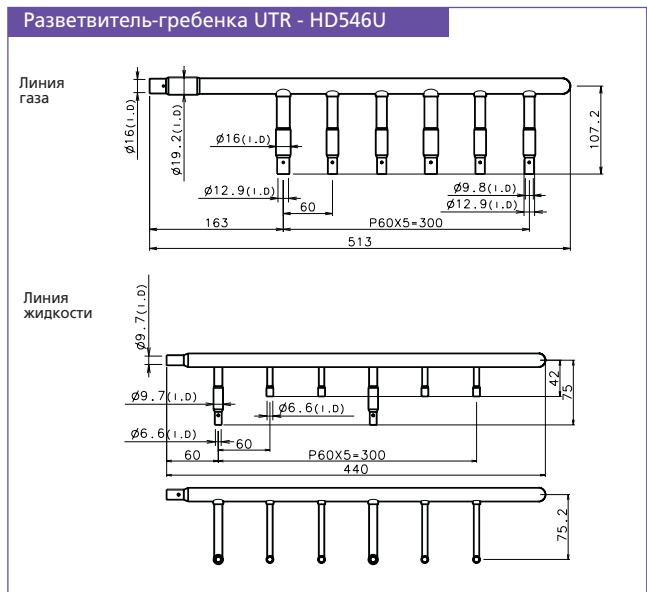 Разветвитель-гребенка UTR - HD546U
Линия
газа
Ø16(I.D)
Ø19.2(I.D)
Ø16(I.D)
107.2
Ø12.9(I.D)
60
Ø9.8(I.D)
Ø12.9(I.D)
163
P60X5=300
513
Линия
жидкости
Ø9.7(I.D)
42
75
Ø9.7(I.D)
Ø6.6(I.D)
Ø6.6(I.D)
60
60
P60X5=300
440
75.2